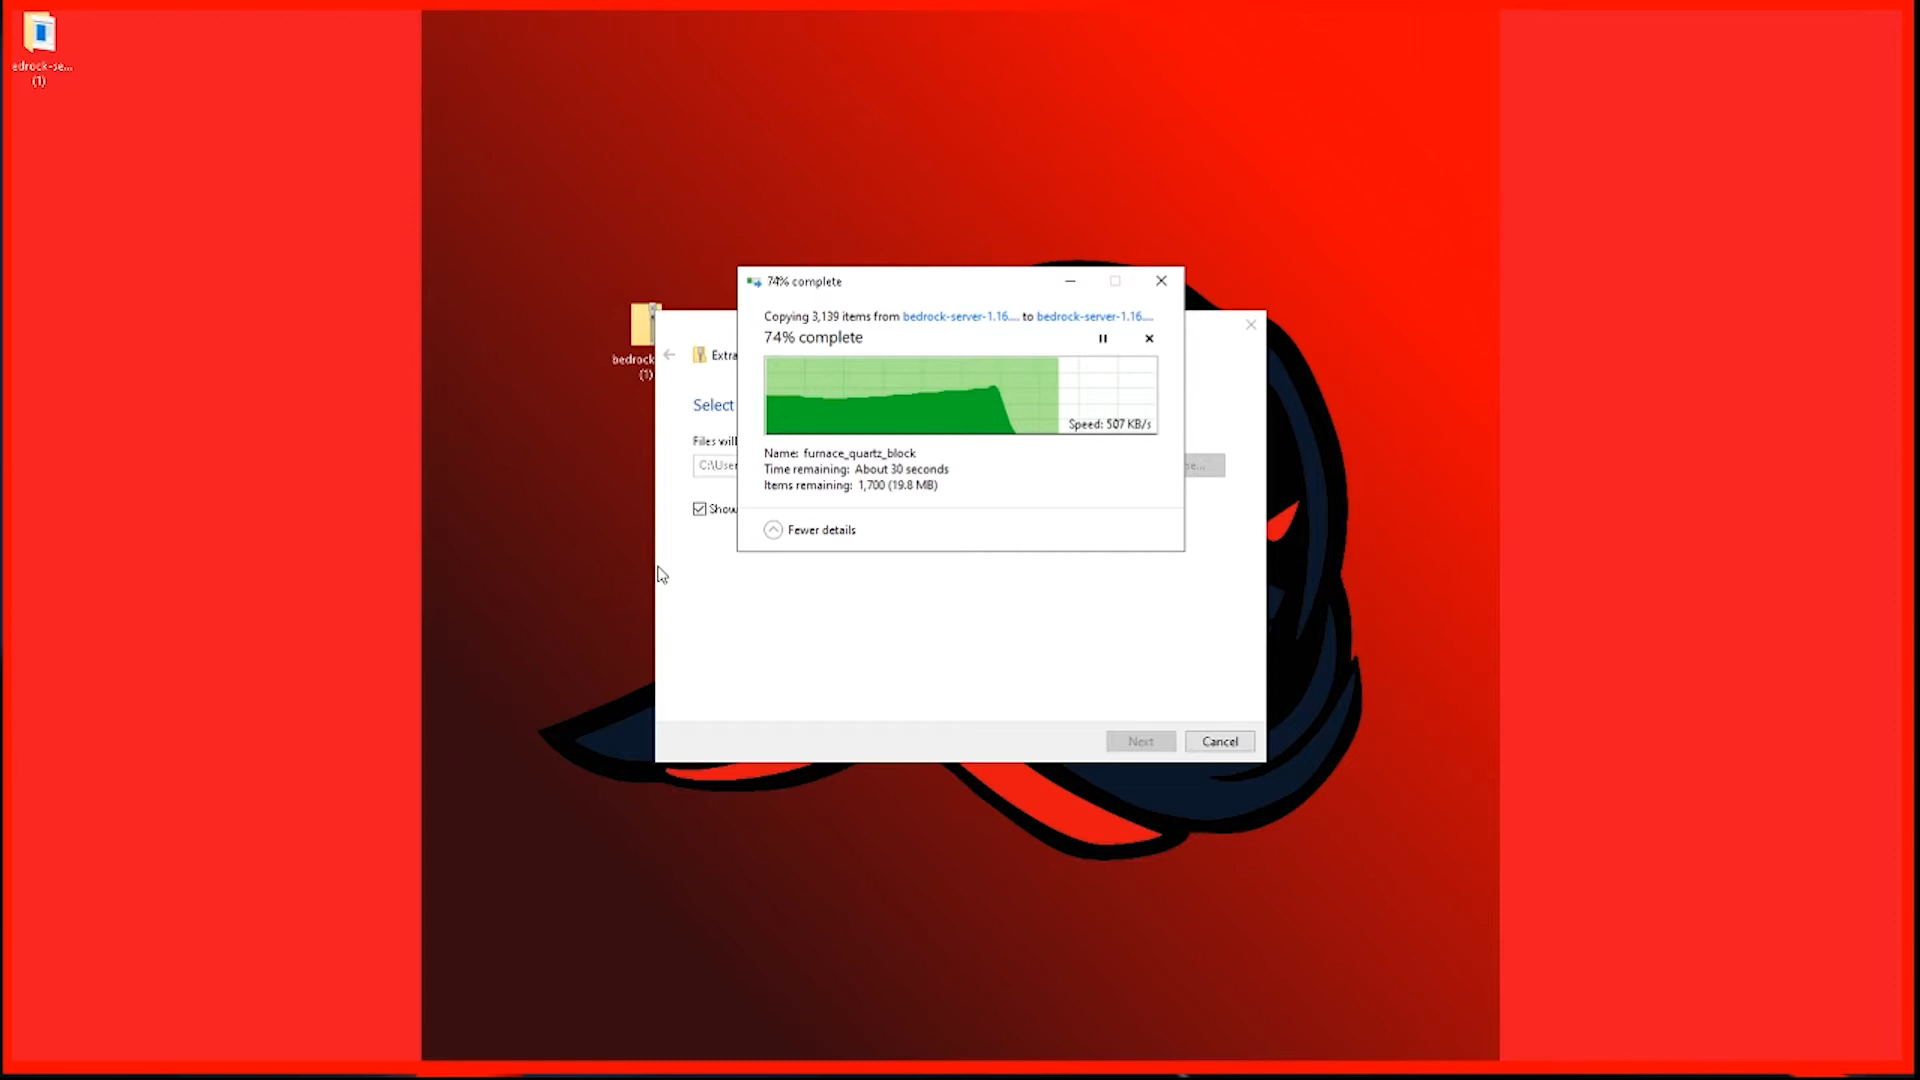 edrock-se...
(1)
bedrock
(1)
74% complete
Copying 3,139 items from bedrock-server-1.16.... to bedrock-server-1.16....
74% complete
Speed: 507 KB/s
Name: furnace_quartz_block
Time remaining: About 30 seconds
Items remaining: 1,700 (19.8 MB)
Fewer details
Extra
Select
Files will
C:\User
se...
Show
Next
Cancel